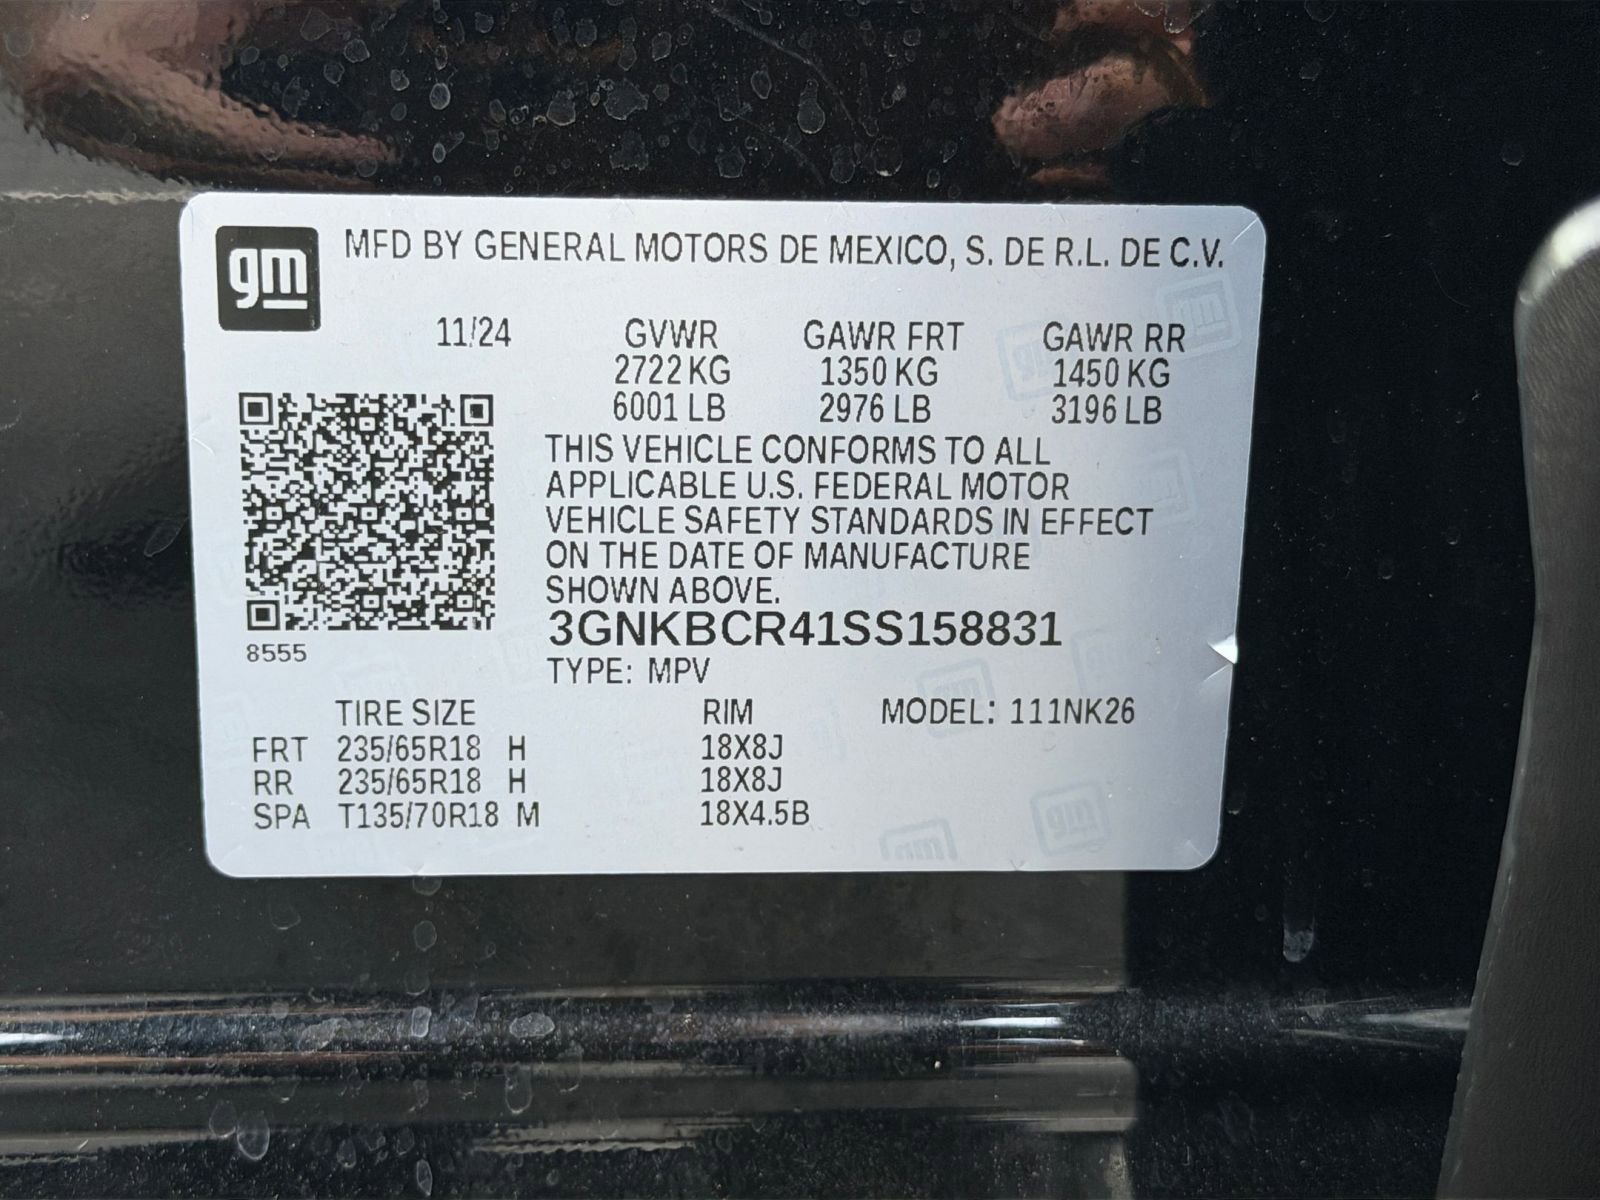 gm
MFD BY GENERAL MOTORS DE MEXICO, S. DE R.L. DE C.V.
11/24 GVWR GAWR FRT GAWR RR
2722 KG 1350 KG 1450 KG
6001 LB 2976 LB 3196 LB
THIS VEHICLE CONFORMS TO ALL
APPLICABLE U.S. FEDERAL MOTOR
VEHICLE SAFETY STANDARDS IN EFFECT
ON THE DATE OF MANUFACTURE
SHOWN ABOVE.
3GNKBCR41SS158831
8555
TYPE: MPV
TIRE SIZE RIM MODEL: 111NK26
FRT 235/65R18 H 18X8J
RR 235/65R18 H 18X8J
SPA T135/70R18 M 18X4.5B